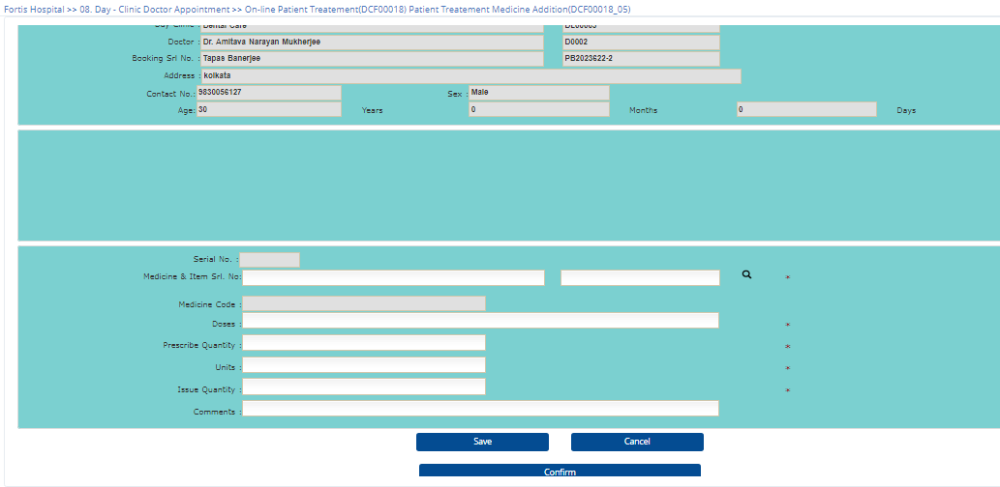 Fortis Hospital >> 08. Day - Clinic Doctor Appointment >> On-line Patient Treatement(DCF00018) Patient Treatement Medicine Addition(DCF00018_05)
Day Clinic : Dental Care DL00005
Doctor : Dr. Amitava Narayan Mukherjee D0002
Booking Srl No. : Tapas Banerjee PB2023622-2
Address : kolkata
Contact No.: 9830056127 Sex : Male
Age: 30 Years 0 Months 0 Days
Serial No. :
Medicine & Item Srl. No: *
Medicine Code :
Doses : *
Prescribe Quantity : *
Units : *
Issue Quantity : *
Comments :
Save Cancel
Confirm